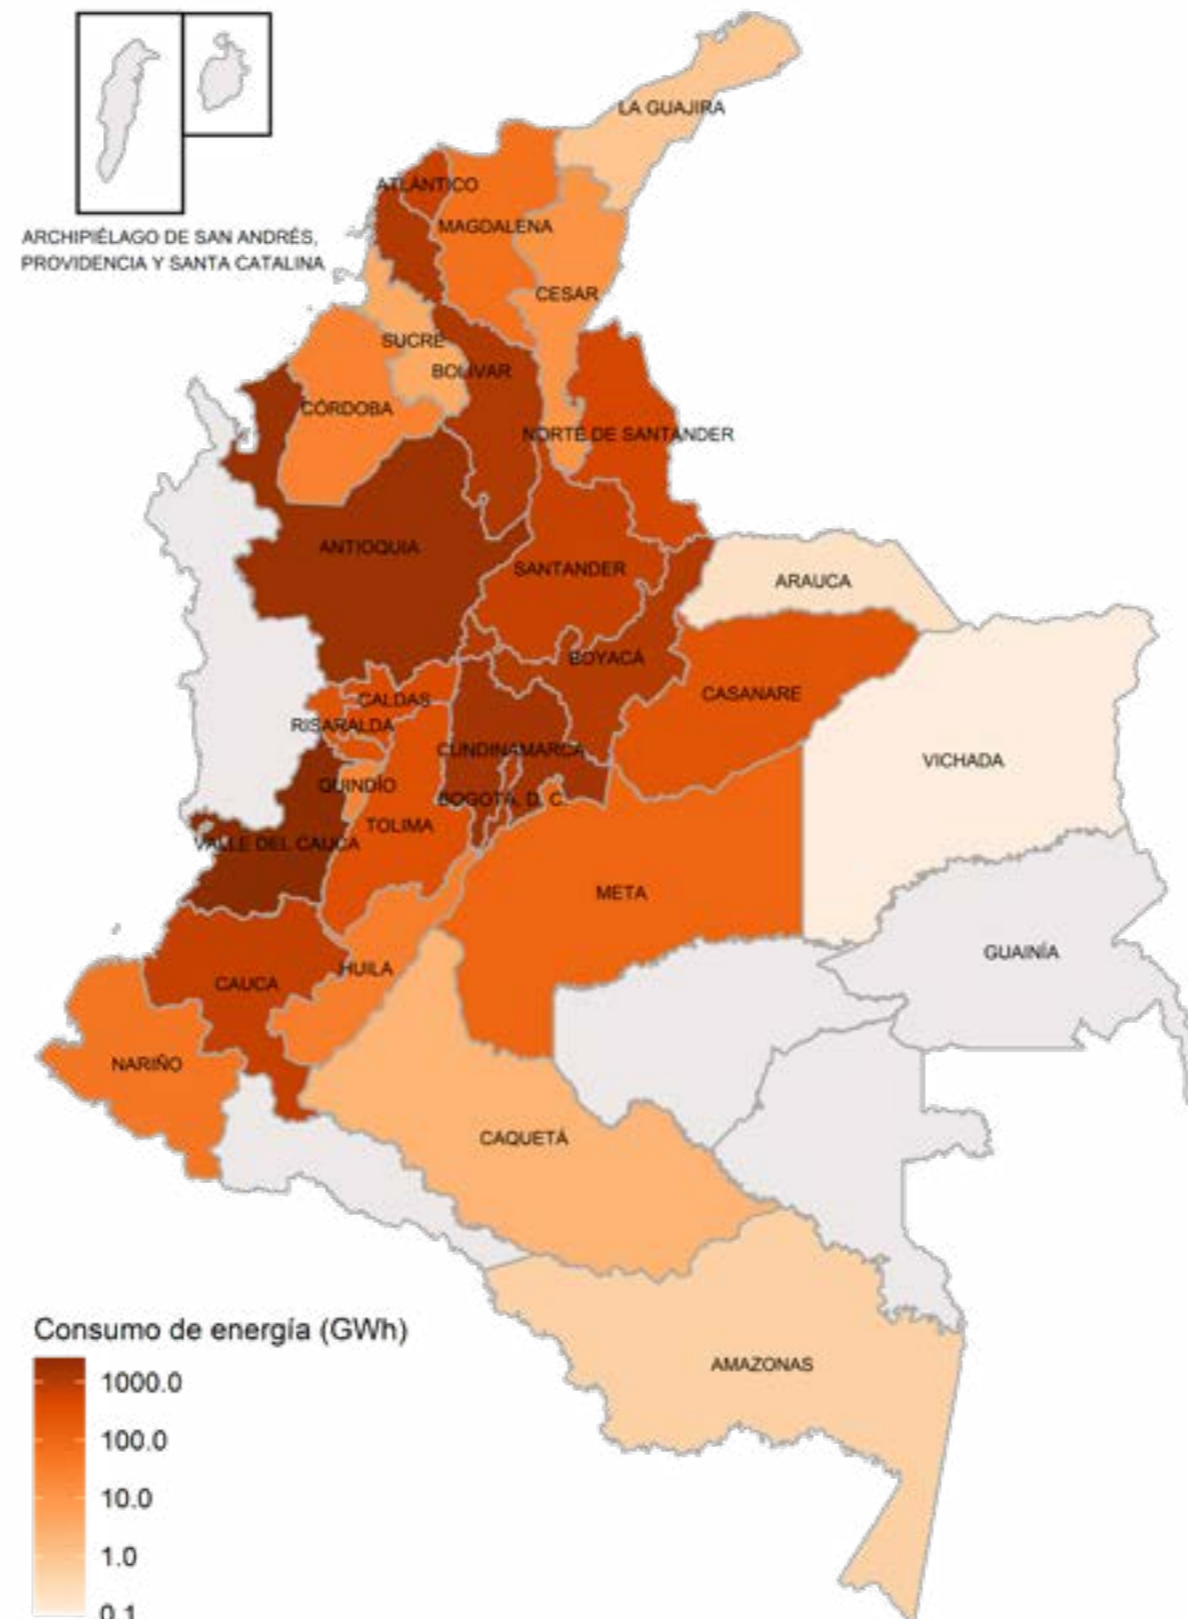 LA GUAJIRA
ATLÁNTICO
MAGDALENA
ARCHIPIÉLAGO DE SAN ANDRÉS,
PROVIDENCIA Y SANTA CATALINA
CESAR
SUCRE
BOLÍVAR
CÓRDOBA
NORTE DE SANTANDER
ANTIOQUIA
SANTANDER
ARAUCA
BOYACÁ
CASANARE
CALDAS
RISARALDA
CUNDINAMARCA
VICHADA
QUINDÍO
BOGOTÁ, D. C.
TOLIMA
VALLE DEL CAUCA
META
GUAINÍA
HUILA
CAUCA
NARIÑO
CAQUETÁ
Consumo de energía (GWh)
AMAZONAS
1000.0
100.0
10.0
1.0
0.1